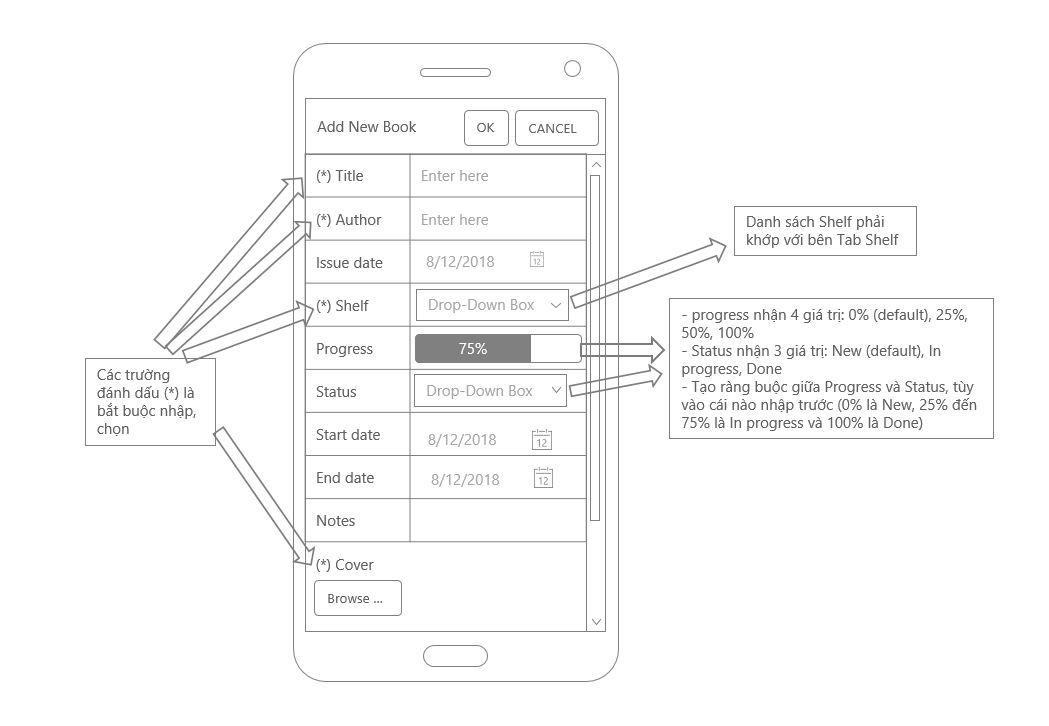 Add New Book
OK
CANCEL
(*) Title
Enter here
(*) Author
Enter here
Issue date
8/12/2018
12
(*) Shelf
Drop-Down Box
Progress
75%
Status
Drop-Down Box
Start date
8/12/2018
12
End date
8/12/2018
12
Notes
(*) Cover
Browse ...
Các trường
đánh dấu (*) là
bắt buộc nhập,
chọn
Danh sách Shelf phải
khớp với bên Tab Shelf
- progress nhận 4 giá trị: 0% (default), 25%,
50%, 100%
- Status nhận 3 giá trị: New (default), In
progress, Done
- Tạo ràng buộc giữa Progress và Status, tùy
vào cái nào nhập trước (0% là New, 25% đến
75% là In progress và 100% là Done)